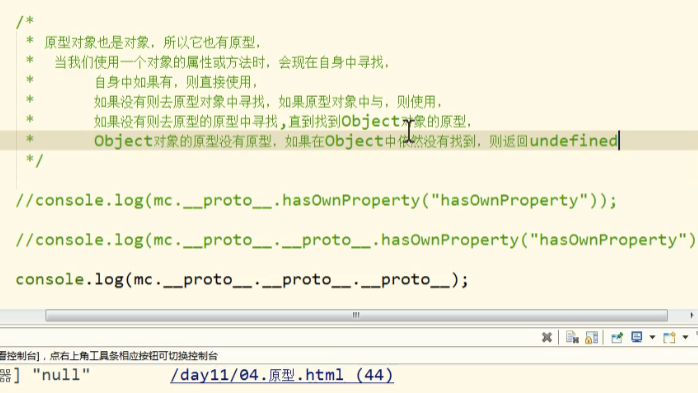 /*
* 原型对象也是对象，所以它也有原型，
* 当我们使用一个对象的属性或方法时，会现在自身中寻找，
* 自身中如果有，则直接使用，
* 如果没有则去原型对象中寻找，如果原型对象中与，则使用，
* 如果没有则去原型的原型中寻找,直到找到Object对象的原型，
* Object对象的原型没有原型，如果在Object中依然没有找到，则返回undefined
*/
//console.log(mc.__proto__.hasOwnProperty("hasOwnProperty"));
//console.log(mc.__proto__.__proto__.hasOwnProperty("hasOwnProperty")
console.log(mc.__proto__.__proto__.__proto__);
看控制台]，点右上角工具条相应按钮可切换控制台
器] "null" /day11/04.原型.html (44)